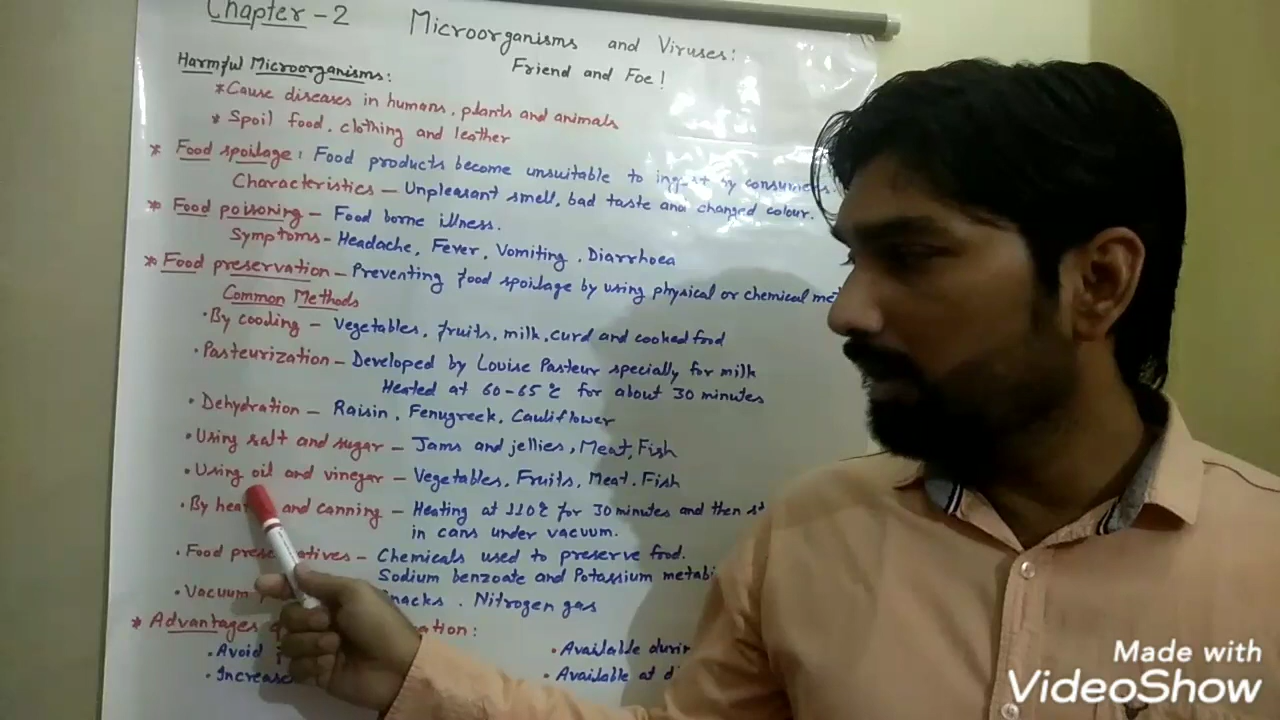 Chapter - 2 Microorganisms and Viruses:
Friend and Foe!
Harmful Microorganisms:
* Cause diseases in humans, plants and animals
* Spoil food, clothing and leather
* Food spoilage: Food products become unsuitable to by consumers.
Characteristics - Unpleasant smell, bad taste and changed colour.
* Food poisoning - Food borne illness.
Symptoms - Headache, Fever, Vomiting, Diarrhoea
* Food preservation - Preventing food spoilage by using physical or chemical
Common Methods
• By cooding - Vegetables, fruits, milk, curd and cooked food
• Pasteurization - Developed by Louise Pasteur specially for milk
Heated at 60-65°C for about 30 minutes
• Dehydration - Raisin, Fenugreek, Cauliflower
• Using salt and sugar - Jams and jellies, Meat, Fish
• Using oil and vinegar - Vegetables, Fruits, Meat, Fish
• By and canning - Heating at 110°C for 30 minutes and then
in cans under vacuum.
• Food - Chemicals used to preserve food.
Sodium benzoate and Potassium
• Vacuum Snacks, Nitrogen gas
* Advantages
• Avoid • Available
• Increase • Available at
Made with
VideoShow